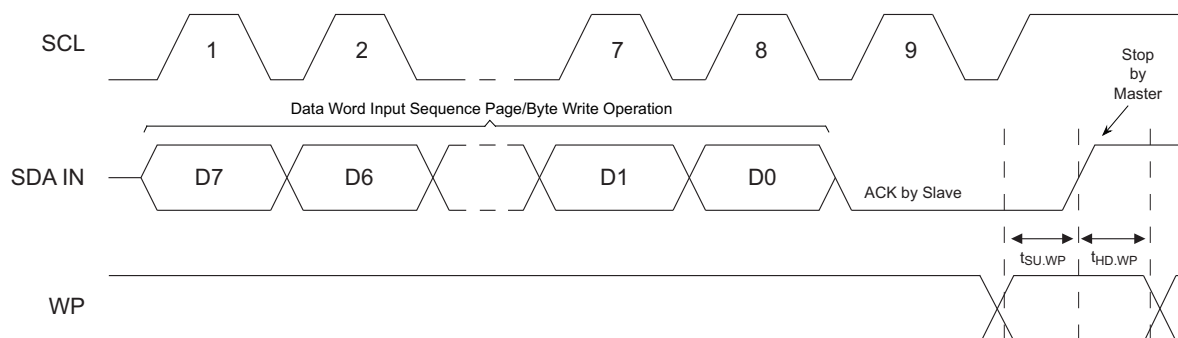 SCL
1
2
7
8
9
Stop
by
Master
Data Word Input Sequence Page/Byte Write Operation
SDA IN
D7
D6
D1
D0
ACK by Slave
tSU.WP
tHD.WP
WP